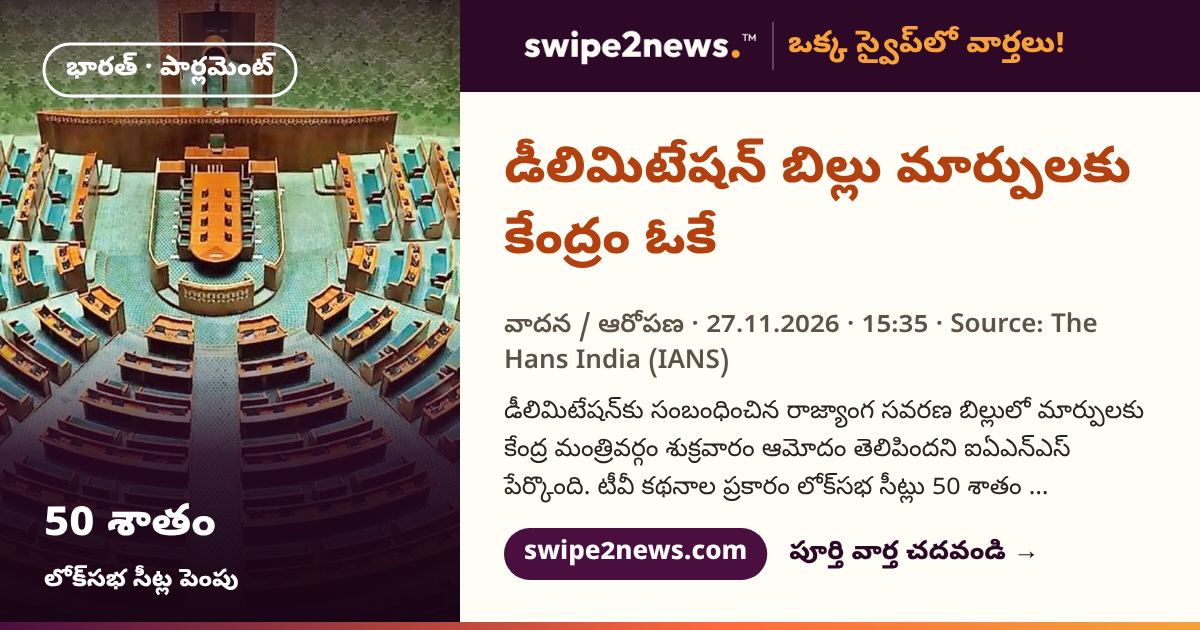 భారత్ · పార్లమెంట్
50 శాతం
లోక్‌సభ సీట్ల పెంపు
swipe2news.™
ఒక్క స్వైప్‌లో వార్తలు!
డీలిమిటేషన్ బిల్లు మార్పులకు
కేంద్రం ఓకే
వాదన / ఆరోపణ · 27.11.2026 · 15:35 · Source: The
Hans India (IANS)
డీలిమిటేషన్‌కు సంబంధించిన రాజ్యాంగ సవరణ బిల్లులో మార్పులకు
కేంద్ర మంత్రివర్గం శుక్రవారం ఆమోదం తెలిపిందని ఐఏఎన్ఎస్
పేర్కొంది. టీవీ కథనాల ప్రకారం లోక్‌సభ సీట్లు 50 శాతం ...
swipe2news.com
పూర్తి వార్త చదవండి →